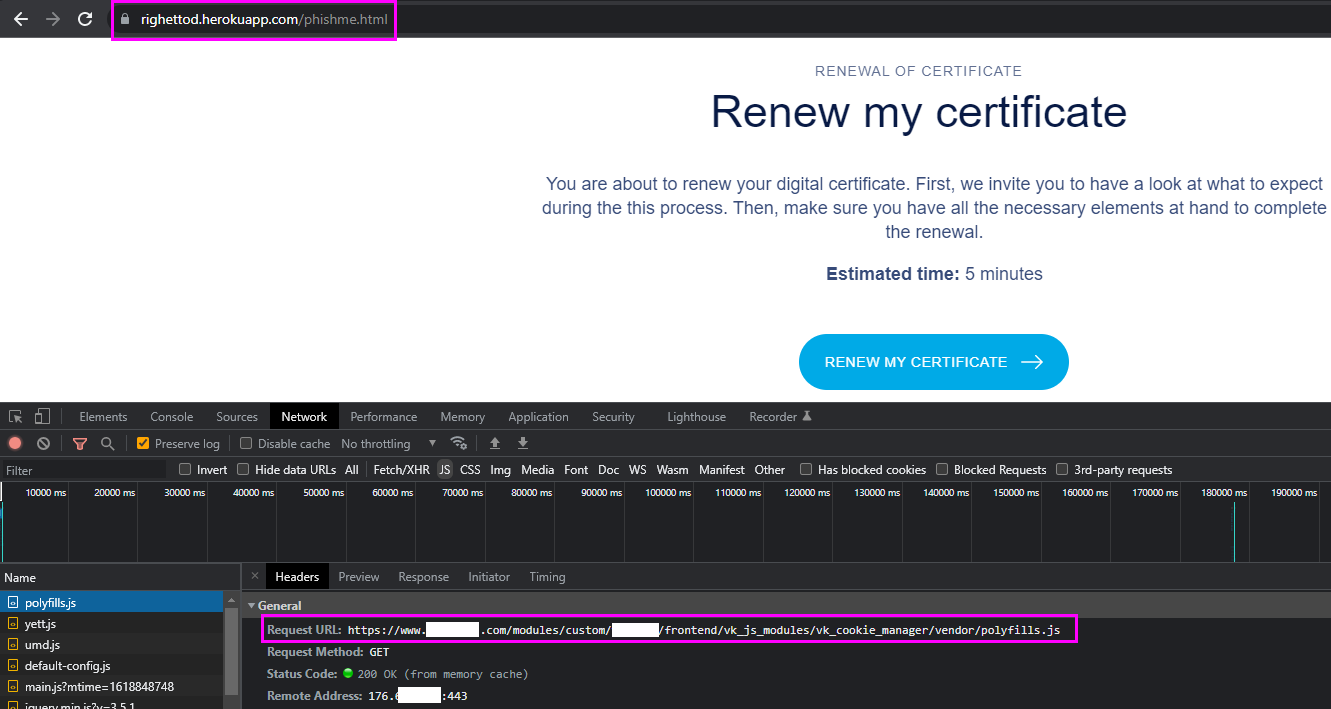 righettod.herokuapp.com/phishme.html
RENEWAL OF CERTIFICATE
Renew my certificate
You are about to renew your digital certificate. First, we invite you to have a look at what to expect
during the this process. Then, make sure you have all the necessary elements at hand to complete
the renewal.
Estimated time: 5 minutes
RENEW MY CERTIFICATE
Elements Console Sources Network Performance Memory Application Security Lighthouse Recorder
Preserve log Disable cache No throttling
Filter Invert Hide data URLs All Fetch/XHR JS CSS Img Media Font Doc WS Wasm Manifest Other Has blocked cookies Blocked Requests 3rd-party requests
10000 ms 20000 ms 30000 ms 40000 ms 50000 ms 60000 ms 70000 ms 80000 ms 90000 ms 100000 ms 110000 ms 120000 ms 130000 ms 140000 ms 150000 ms 160000 ms 170000 ms 180000 ms 190000 ms
Name
polyfills.js
yett.js
umd.js
default-config.js
main.js?mtime=1618848748
jquery.min.js?v=3.5.1
× Headers Preview Response Initiator Timing
General
Request URL: https://www. .com/modules/custom/ /frontend/vk_js_modules/vk_cookie_manager/vendor/polyfills.js
Request Method: GET
Status Code: 200 OK (from memory cache)
Remote Address: 176. :443